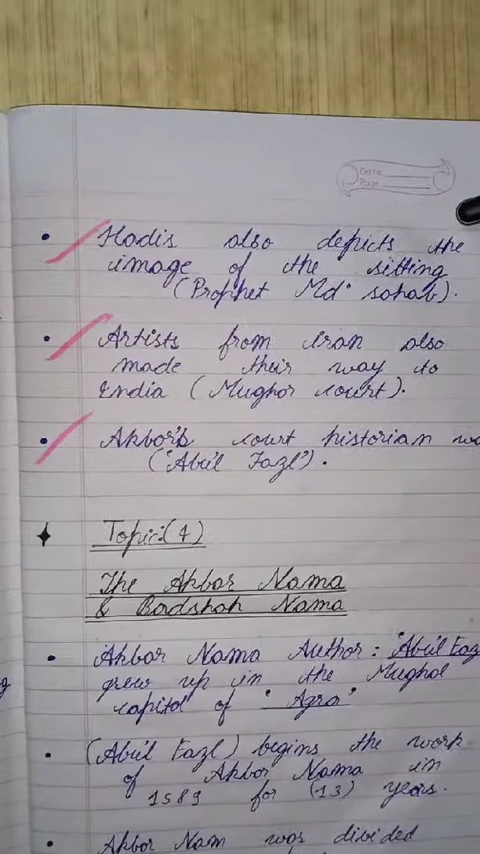 Date
Page
• Hadis also depicts the
image of the sitting
(Prophet Md. sahab).
• Artists from Iran also
made their way to
India (Mughor court).
• Akbar's court historian
("Abul Fazl").
Topic:(4)
The Akbar Nama
& Badshah Nama
• Akbar Nama Author: "Abul Faz
grew up in the Mughal
capital of "Agra"
• (Abul Fazl) begins the work
of Akbar Nama in
1589 for (13) years.
• Akbar Nam was divided